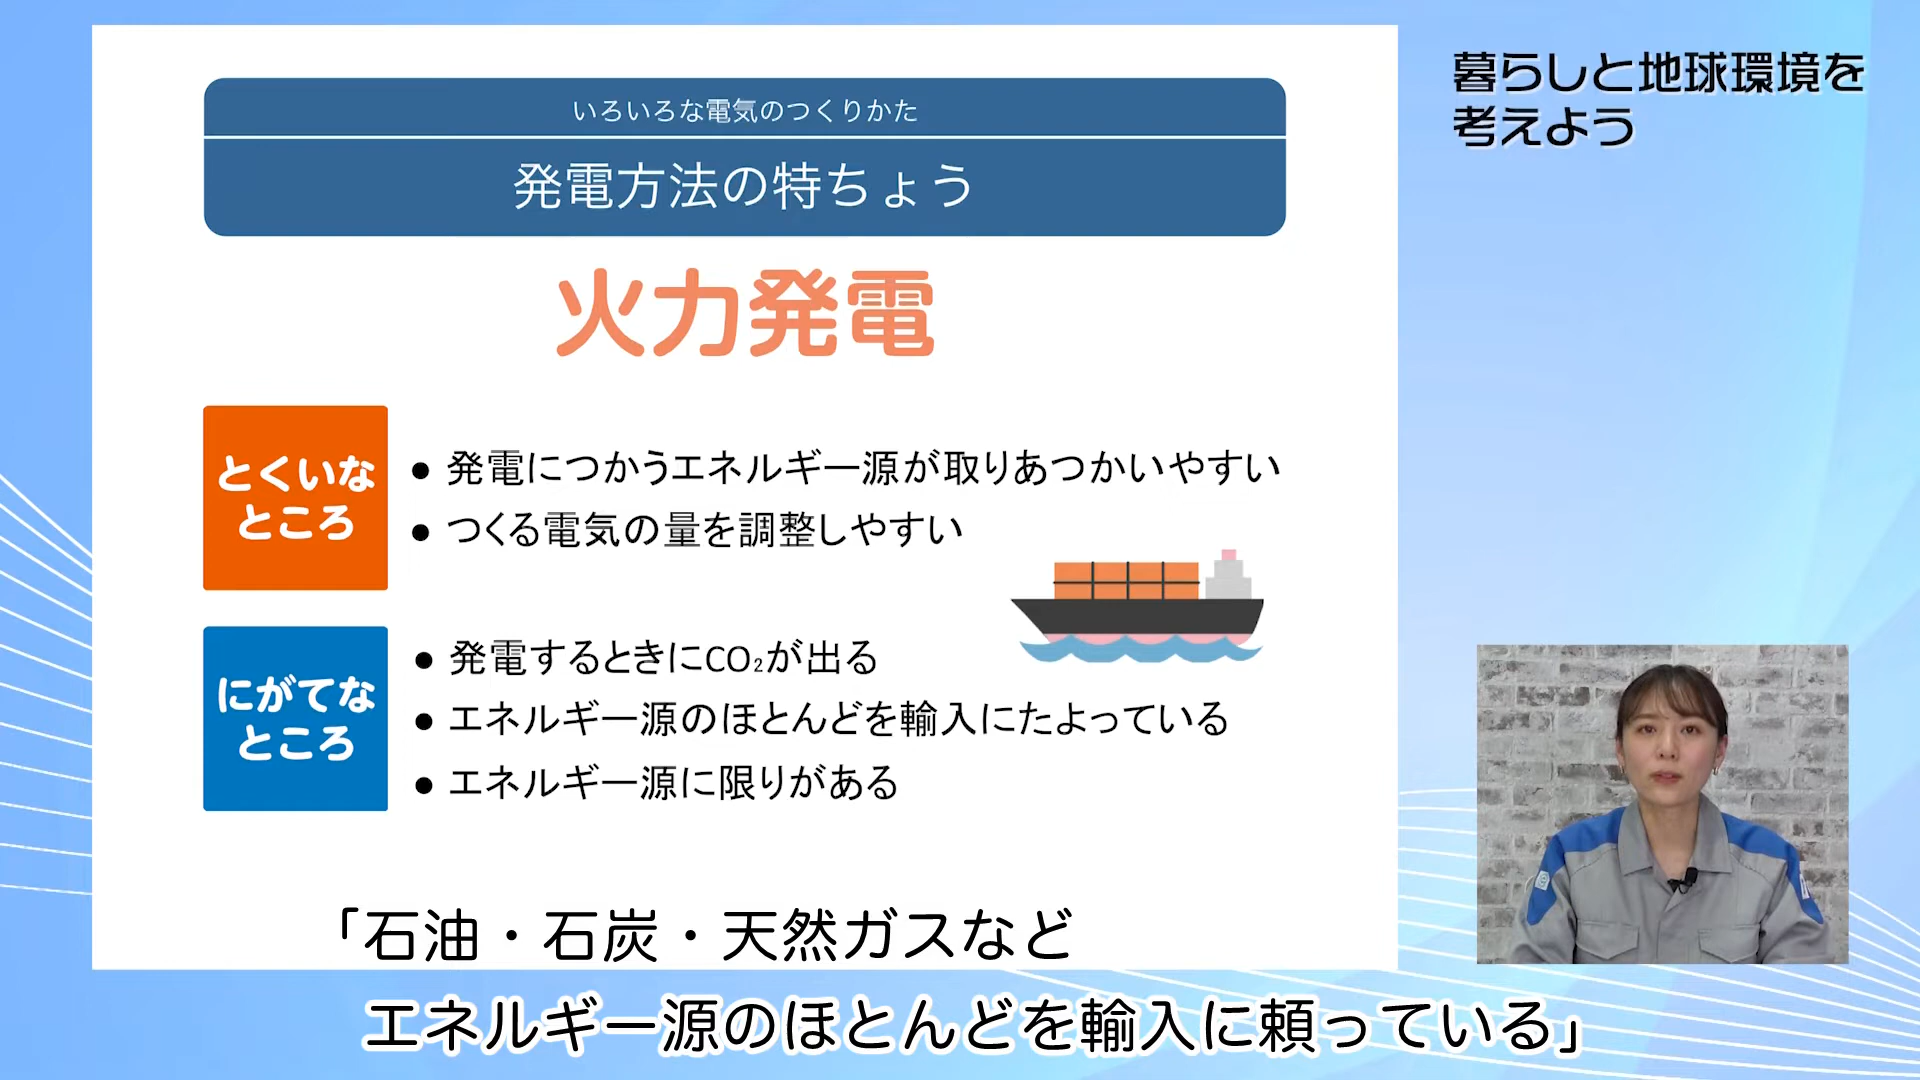 暮らしと地球環境を
考えよう
いろいろな電気のつくりかた
発電方法の特ちょう
火力発電
とくいな
ところ
● 発電につかうエネルギー源が取りあつかいやすい
● つくる電気の量を調整しやすい
にがてな
ところ
● 発電するときにCO₂が出る
● エネルギー源のほとんどを輸入にたよっている
● エネルギー源に限りがある
「石油・石炭・天然ガスなど
エネルギー源のほとんどを輸入に頼っている」